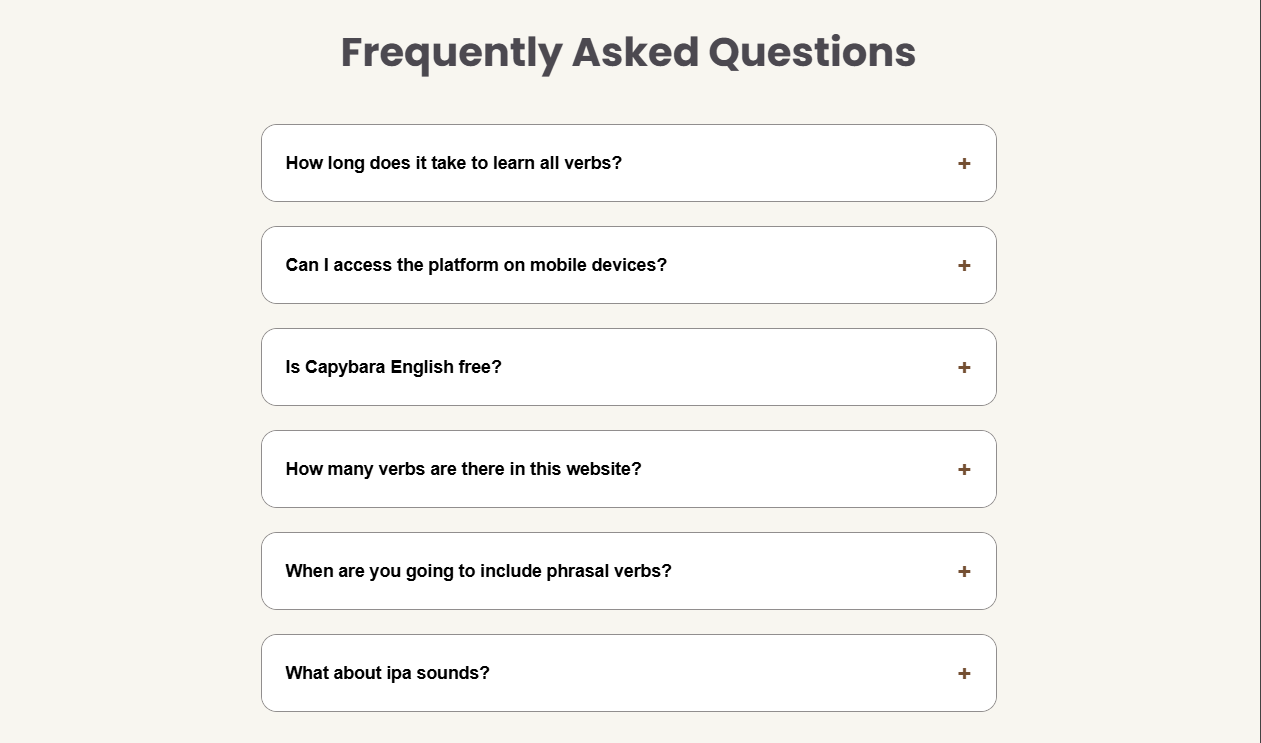 Frequently Asked Questions
How long does it take to learn all verbs? +
Can I access the platform on mobile devices? +
Is Capybara English free? +
How many verbs are there in this website? +
When are you going to include phrasal verbs? +
What about ipa sounds? +